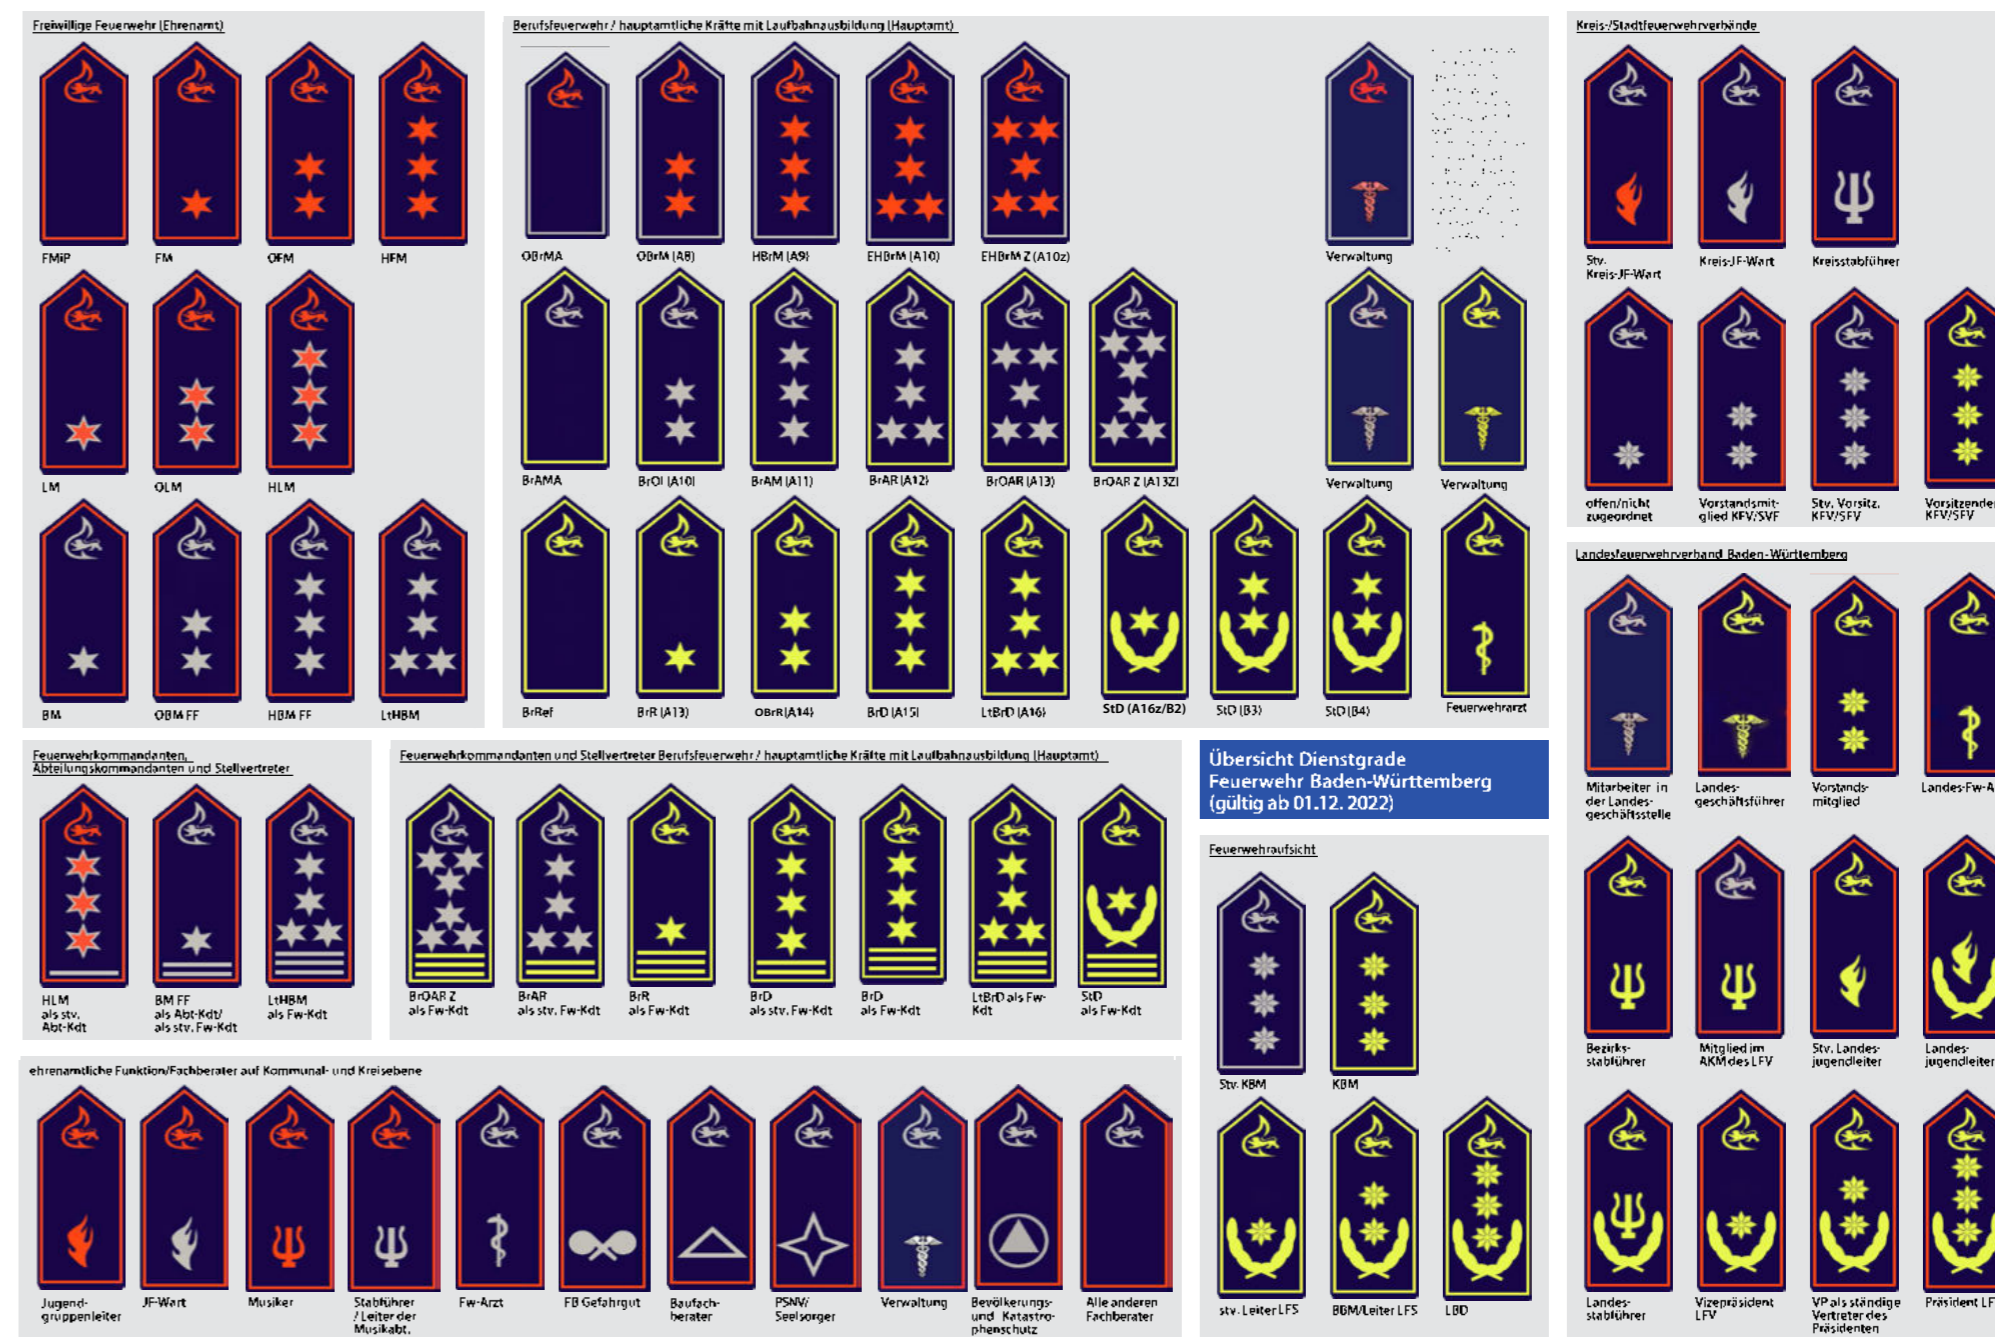 Freiwillige Feuerwehr (Ehrenamt)
FMiP
FM
OFM
HFM
LM
OLM
HLM
BM
OBM FF
HBM FF
LtHBM
Berufsfeuerwehr / hauptamtliche Kräfte mit Laufbahnausbildung (Hauptamt)
OBrMA
OBrM (A8)
HBrM (A9)
EHBrM (A10)
EHBrM Z (A10z)
Verwaltung
BrAMA
BrOI (A10)
BrAM (A11)
BrAR (A12)
BrOAR (A13)
BrOAR Z (A13Z)
Verwaltung
Verwaltung
BrRef
BrR (A13)
OBrR (A14)
BrD (A15)
LtBrD (A16)
StD (A16z/B2)
StD (B3)
StD (B4)
Feuerwehrarzt
Kreis-/Stadtfeuerwehrverbände
Stv.
Kreis-JF-Wart
Kreis-JF-Wart
Kreisstabführer
offen/nicht
zugeordnet
Vorstandsmit-
glied KFV/SVF
Stv. Vorsitz.
KFV/SFV
Vorsitzender
KFV/SFV
Feuerwehrkommandanten,
Abteilungskommandanten und Stellvertreter
HLM
als stv.
Abt-Kdt
BM FF
als Abt-Kdt/
als stv. Fw-Kdt
LtHBM
als Fw-Kdt
Feuerwehrkommandanten und Stellvertreter Berufsfeuerwehr / hauptamtliche Kräfte mit Laufbahnausbildung (Hauptamt)
BrOAR Z
als Fw-Kdt
BrAR
als stv. Fw-Kdt
BrR
als Fw-Kdt
BrD
als stv. Fw-Kdt
BrD
als Fw-Kdt
LtBrD als Fw-
Kdt
StD
als Fw-Kdt
Übersicht Dienstgrade
Feuerwehr Baden-Württemberg
(gültig ab 01.12. 2022)
Feuerwehraufsicht
Stv. KBM
KBM
stv. Leiter LFS
BBM/Leiter LFS
LBD
Landesfeuerwehrverband Baden-Württemberg
Mitarbeiter in
der Landes-
geschäftsstelle
Landes-
geschäftsführer
Vorstands-
mitglied
Landes-Fw-A
Bezirks-
stabführer
Mitglied im
AKM des LFV
Stv. Landes-
jugendleiter
Landes-
jugendleiter
Landes-
stabführer
Vizepräsident
LFV
VP als ständige
Vertreter des
Präsidenten
Präsident LF
ehrenamtliche Funktion/Fachberater auf Kommunal- und Kreisebene
Jugend-
gruppenleiter
JF-Wart
Musiker
Stabführer
/ Leiter der
Musikabt.
Fw-Arzt
FB Gefahrgut
Baufach-
berater
PSNV/
Seelsorger
Verwaltung
Bevölkerungs-
und Katastro-
phenschutz
Alle anderen
Fachberater